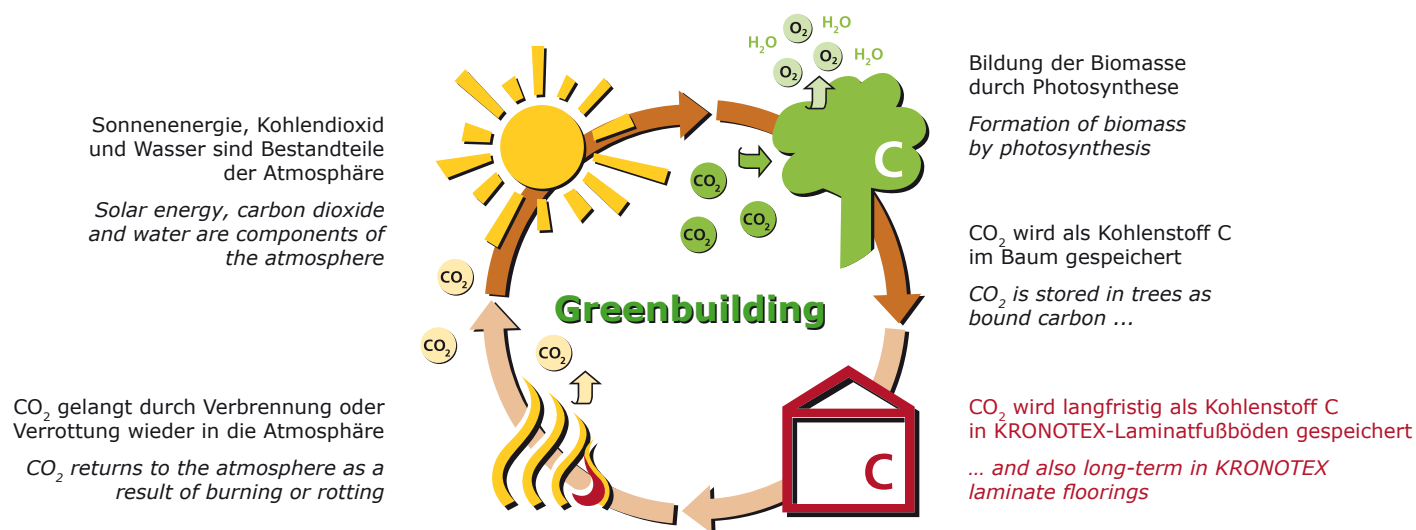 Sonnenenergie, Kohlendioxid
und Wasser sind Bestandteile
der Atmosphäre
Solar energy, carbon dioxide
and water are components of
the atmosphere
H₂O
O₂
H₂O
O₂
O₂
H₂O
Bildung der Biomasse
durch Photosynthese
Formation of biomass
by photosynthesis
C
CO₂
CO₂
CO₂
CO₂ wird als Kohlenstoff C
im Baum gespeichert
CO₂ is stored in trees as
bound carbon ...
Greenbuilding
CO₂
CO₂
CO₂
CO₂ gelangt durch Verbrennung oder
Verrottung wieder in die Atmosphäre
CO₂ returns to the atmosphere as a
result of burning or rotting
C
CO₂ wird langfristig als Kohlenstoff C
in KRONOTEX-Laminatfußböden gespeichert
... and also long-term in KRONOTEX
laminate floorings